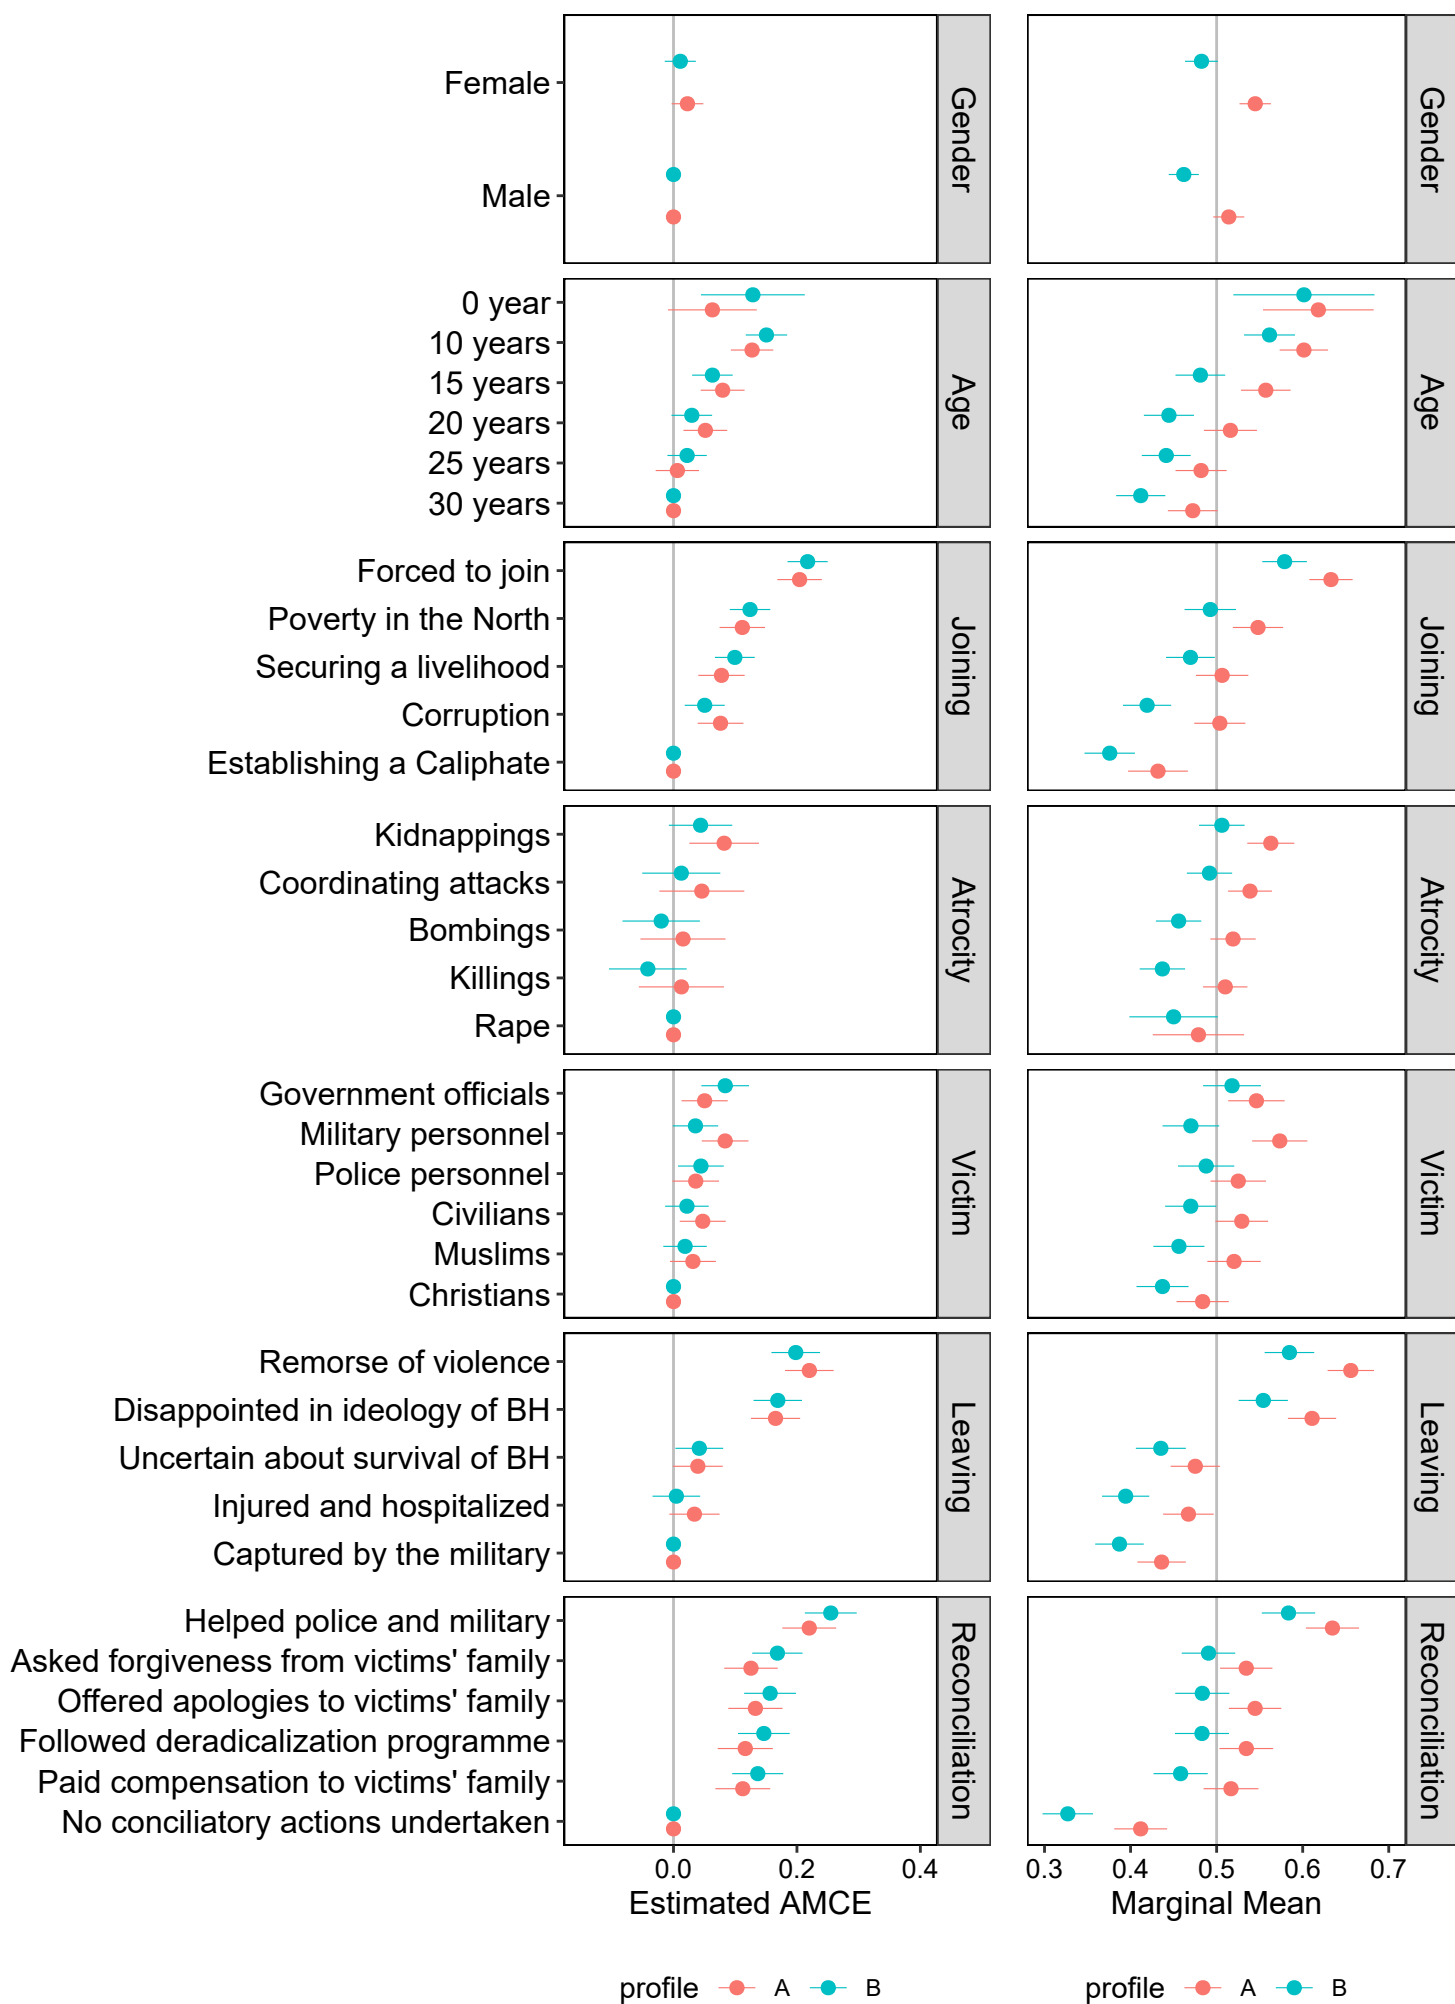 Female
Male
Gender
Gender
0 year
10 years
15 years
20 years
25 years
30 years
Age
Age
Forced to join
Poverty in the North
Securing a livelihood
Corruption
Establishing a Caliphate
Joining
Joining
Kidnappings
Coordinating attacks
Bombings
Killings
Rape
Atrocity
Atrocity
Government officials
Military personnel
Police personnel
Civilians
Muslims
Christians
Victim
Victim
Remorse of violence
Disappointed in ideology of BH
Uncertain about survival of BH
Injured and hospitalized
Captured by the military
Leaving
Leaving
Helped police and military
Asked forgiveness from victims' family
Offered apologies to victims' family
Followed deradicalization programme
Paid compensation to victims' family
No conciliatory actions undertaken
Reconciliation
Reconciliation
0.0 0.2 0.4
Estimated AMCE
0.3 0.4 0.5 0.6 0.7
Marginal Mean
profile A B
profile A B